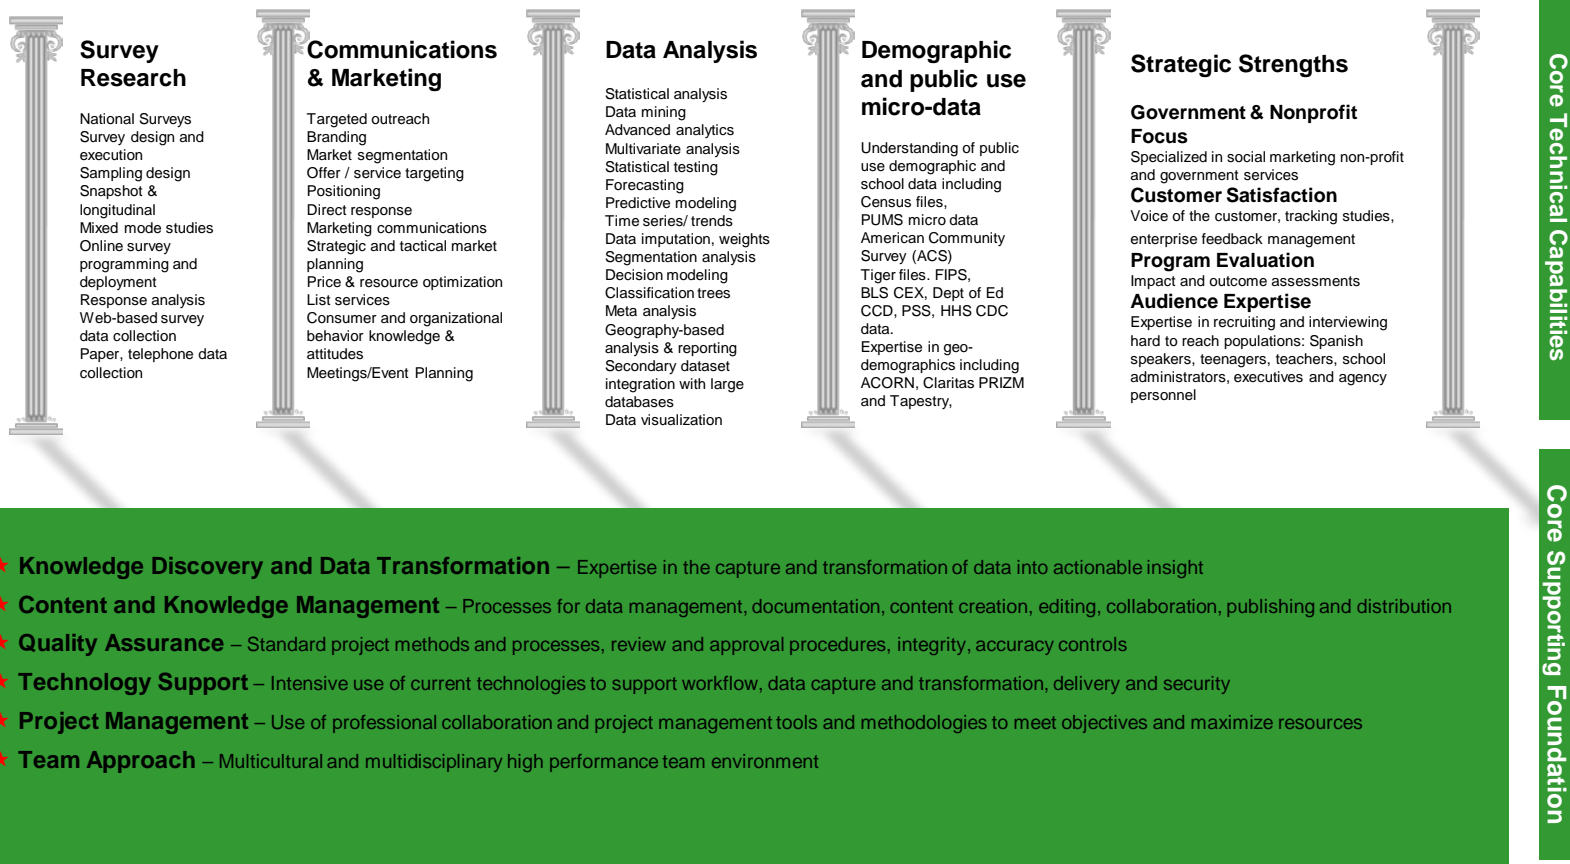 Survey
Research
National Surveys
Survey design and
execution
Sampling design
Snapshot &
longitudinal
Mixed mode studies
Online survey
programming and
deployment
Response analysis
Web-based survey
data collection
Paper, telephone data
collection
Communications
& Marketing
Targeted outreach
Branding
Market segmentation
Offer / service targeting
Positioning
Direct response
Marketing communications
Strategic and tactical market
planning
Price & resource optimization
List services
Consumer and organizational
behavior knowledge &
attitudes
Meetings/Event Planning
Data Analysis
Statistical analysis
Data mining
Advanced analytics
Multivariate analysis
Statistical testing
Forecasting
Predictive modeling
Time series/ trends
Data imputation, weights
Segmentation analysis
Decision modeling
Classification trees
Meta analysis
Geography-based
analysis & reporting
Secondary dataset
integration with large
databases
Data visualization
Demographic
and public use
micro-data
Understanding of public
use demographic and
school data including
Census files,
PUMS micro data
American Community
Survey (ACS)
Tiger files. FIPS,
BLS CEX, Dept of Ed
CCD, PSS, HHS CDC
data.
Expertise in geo-
demographics including
ACORN, Claritas PRIZM
and Tapestry,
Strategic Strengths
Government & Nonprofit
Focus
Specialized in social marketing non-profit
and government services
Customer Satisfaction
Voice of the customer, tracking studies,
enterprise feedback management
Program Evaluation
Impact and outcome assessments
Audience Expertise
Expertise in recruiting and interviewing
hard to reach populations: Spanish
speakers, teenagers, teachers, school
administrators, executives and agency
personnel
Core Technical Capabilities
Knowledge Discovery and Data Transformation – Expertise in the capture and transformation of data into actionable insight
Content and Knowledge Management – Processes for data management, documentation, content creation, editing, collaboration, publishing and distribution
Quality Assurance – Standard project methods and processes, review and approval procedures, integrity, accuracy controls
Technology Support – Intensive use of current technologies to support workflow, data capture and transformation, delivery and security
Project Management – Use of professional collaboration and project management tools and methodologies to meet objectives and maximize resources
Team Approach – Multicultural and multidisciplinary high performance team environment
Core Supporting Foundation